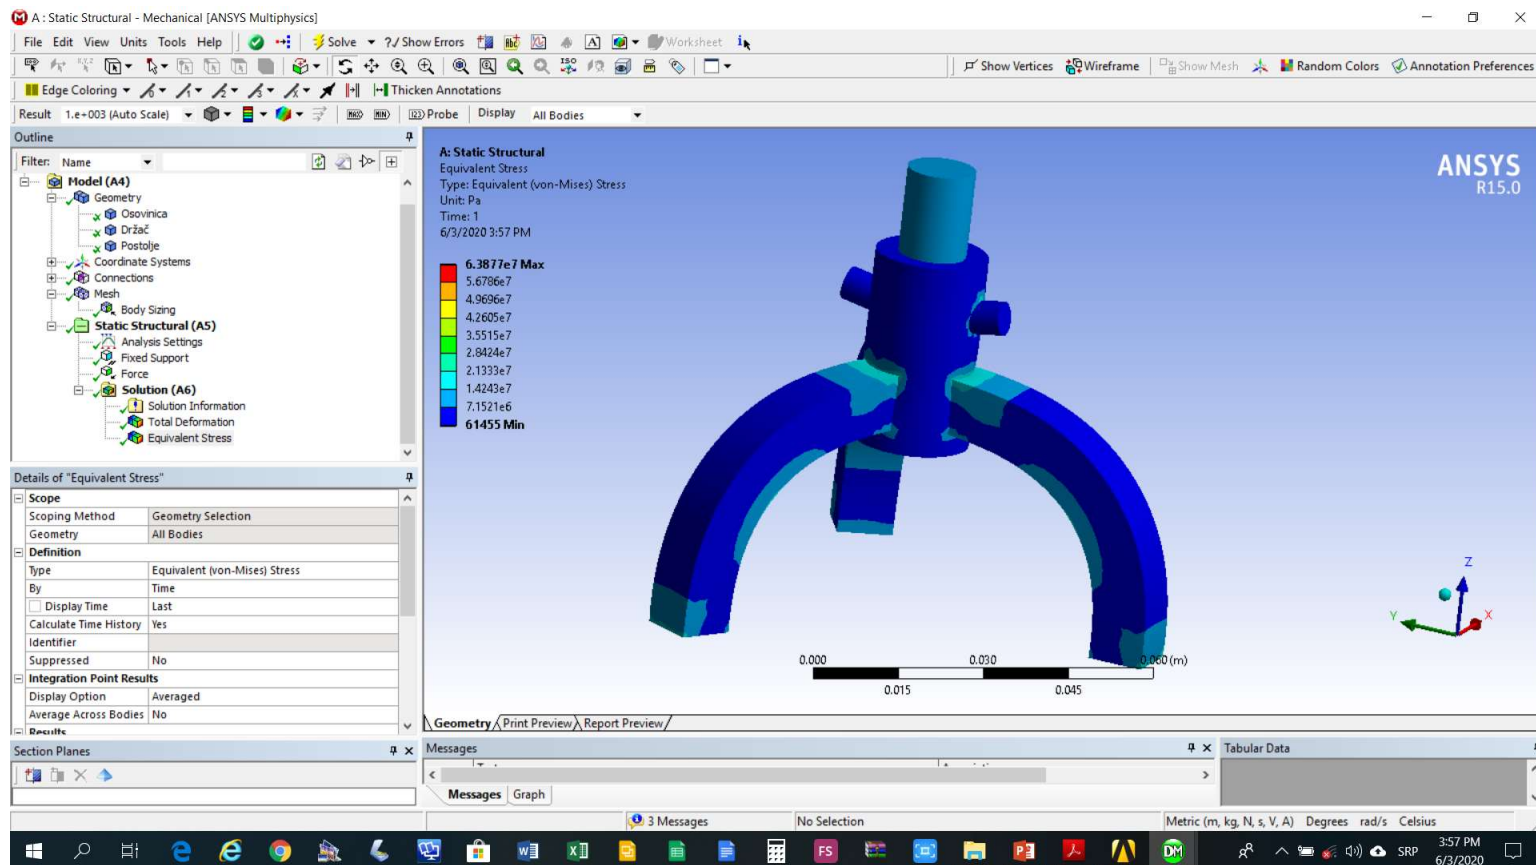 A : Static Structural - Mechanical [ANSYS Multiphysics]
File Edit View Units Tools Help Solve ?/ Show Errors Worksheet
Show Vertices Wireframe Show Mesh Random Colors Annotation Preferences
Edge Coloring Thicken Annotations
Result 1.e+003 (Auto Scale) MAX MIN Probe Display All Bodies
Outline
Filter: Name
Model (A4)
Geometry
Osovinica
Držač
Postolje
Coordinate Systems
Connections
Mesh
Body Sizing
Static Structural (A5)
Analysis Settings
Fixed Support
Force
Solution (A6)
Solution Information
Total Deformation
Equivalent Stress
Details of "Equivalent Stress"
Scope
Scoping Method Geometry Selection
Geometry All Bodies
Definition
Type Equivalent (von-Mises) Stress
By Time
Display Time Last
Calculate Time History Yes
Identifier
Suppressed No
Integration Point Results
Display Option Averaged
Average Across Bodies No
Results
Section Planes
A: Static Structural
Equivalent Stress
Type: Equivalent (von-Mises) Stress
Unit: Pa
Time: 1
6/3/2020 3:57 PM
6.3877e7 Max
5.6786e7
4.9696e7
4.2605e7
3.5515e7
2.8424e7
2.1333e7
1.4243e7
7.1521e6
61455 Min
ANSYS
R15.0
Z
Y X
0.000 0.030 0.060 (m)
0.015 0.045
Geometry Print Preview Report Preview
Messages
Messages Graph
Tabular Data
3 Messages No Selection Metric (m, kg, N, s, V, A) Degrees rad/s Celsius
FS DM SRP 3:57 PM
6/3/2020